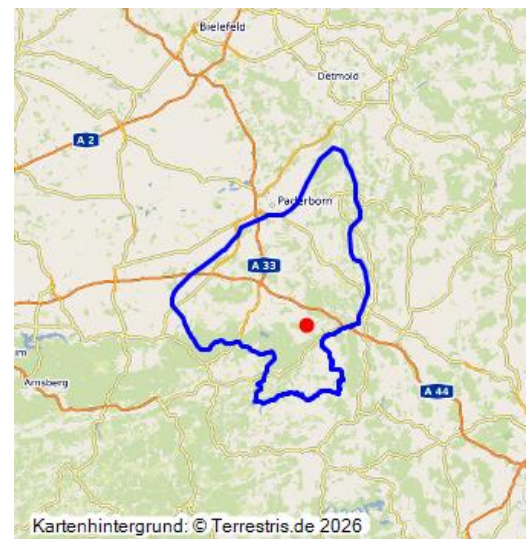 Bielefeld
Detmold
A 2
Paderborn
A 33
Arnsberg
A 44
Kartenhintergrund: © Terrestris.de 2026